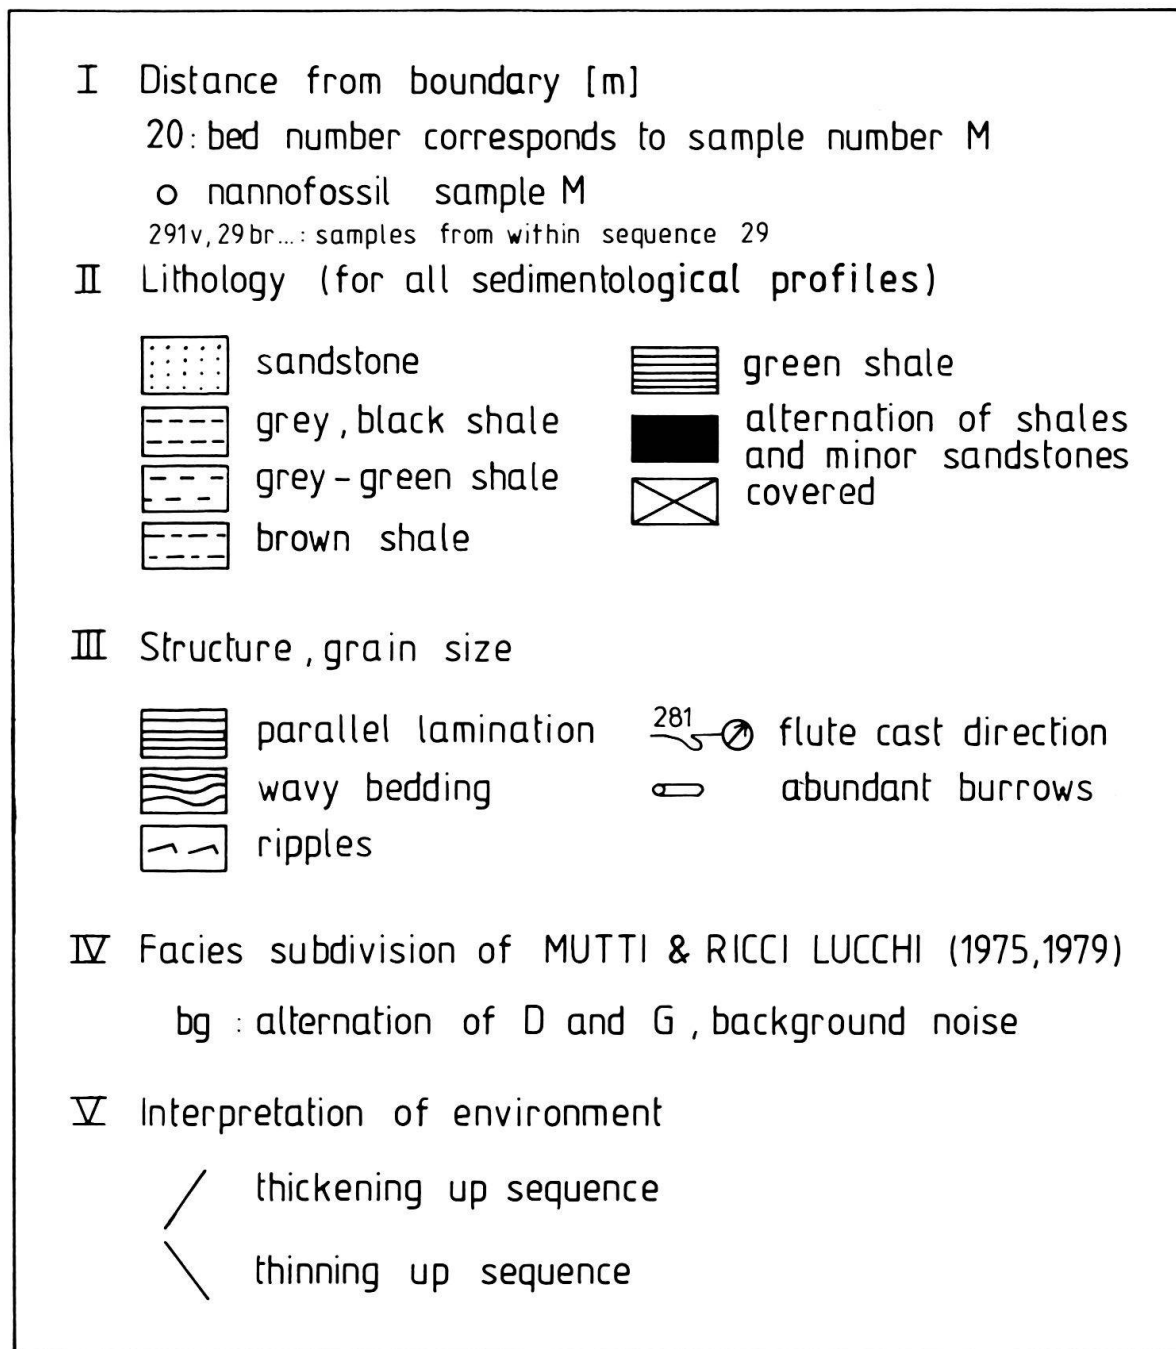 I Distance from boundary [m]
20: bed number corresponds to sample number M
o nannofossil sample M
291v, 29br...: samples from within sequence 29
II Lithology (for all sedimentological profiles)
sandstone
grey, black shale
grey-green shale
brown shale
green shale
alternation of shales
and minor sandstones
covered
III Structure, grain size
parallel lamination
wavy bedding
ripples
281 flute cast direction
abundant burrows
IV Facies subdivision of MUTTI & RICCI LUCCHI (1975,1979)
bg : alternation of D and G, background noise
V Interpretation of environment
thickening up sequence
thinning up sequence